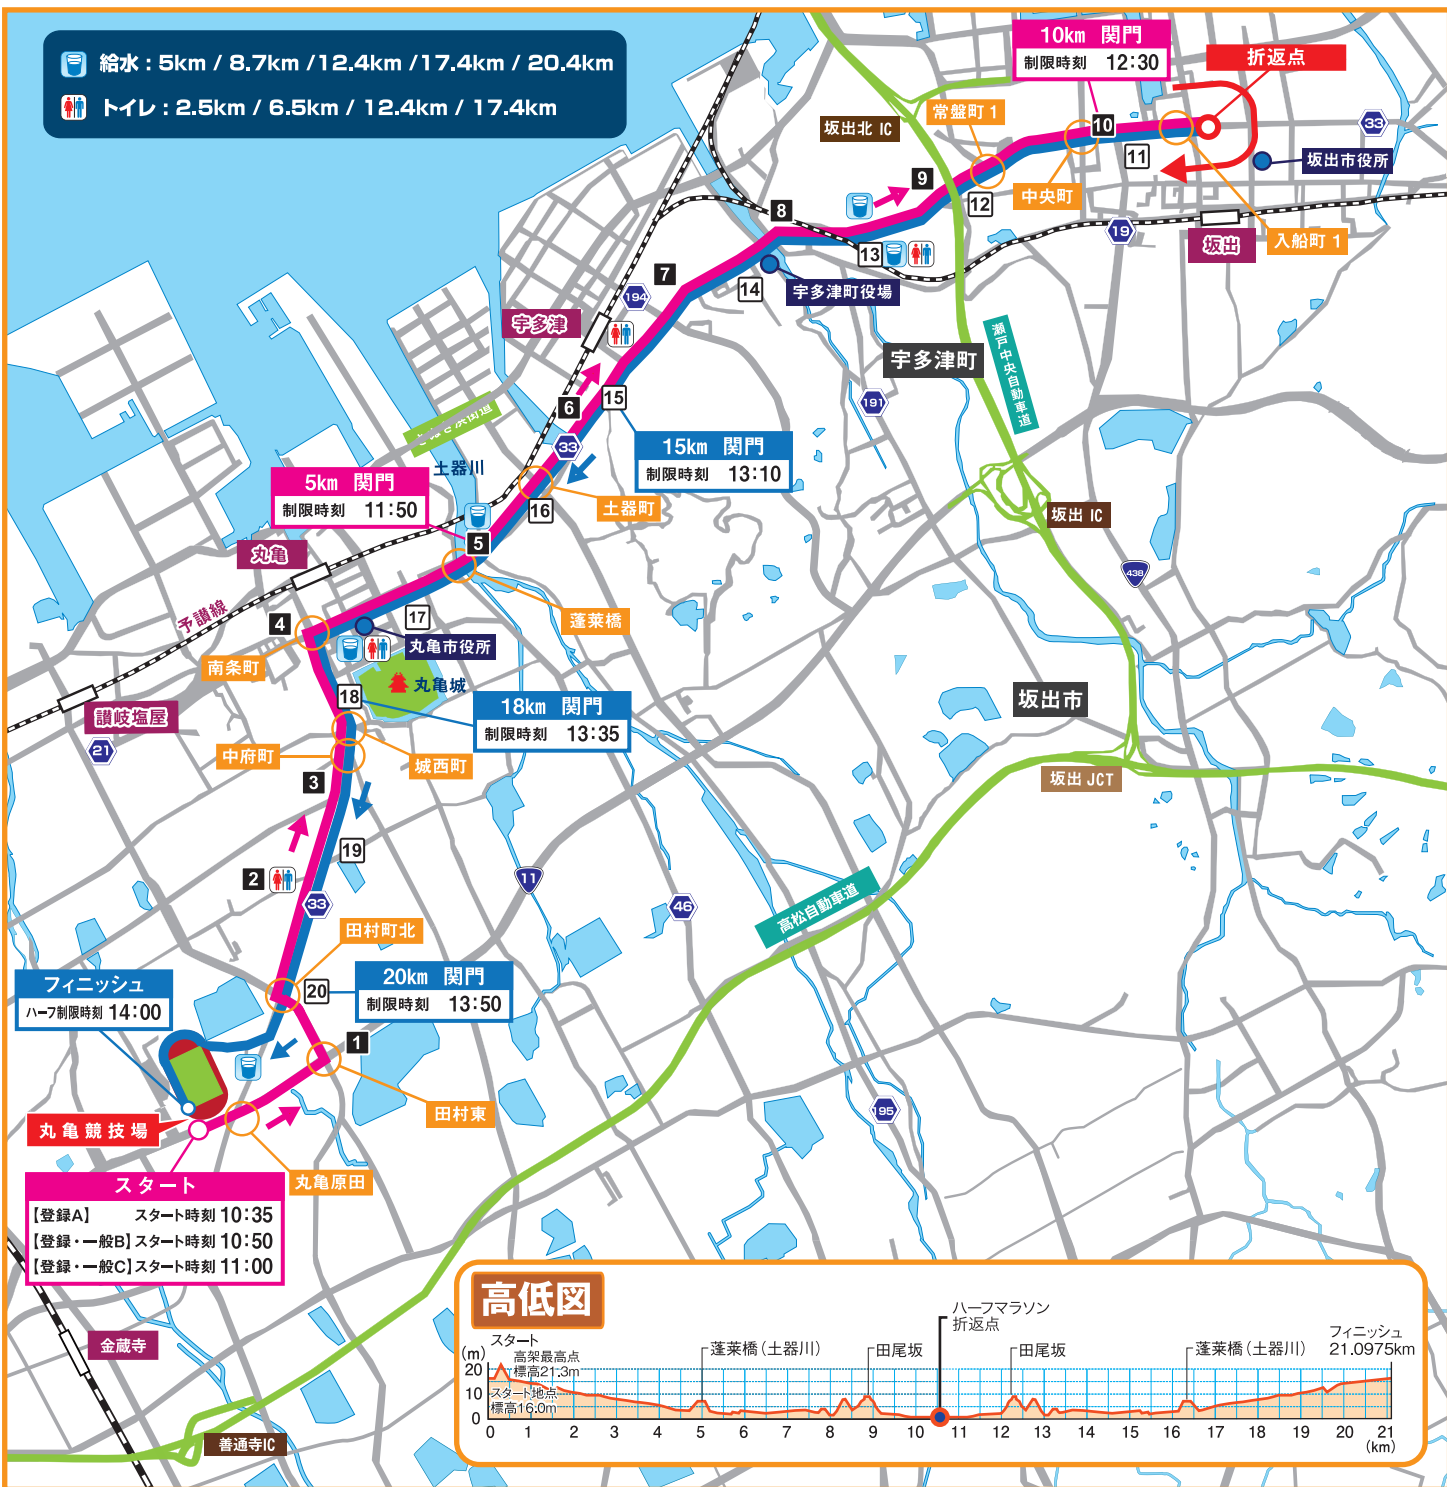 給水 : 5km / 8.7km /12.4km /17.4km / 20.4km
トイレ : 2.5km / 6.5km / 12.4km / 17.4km
10km 関門
制限時刻 12:30
折返点
坂出北 IC
常盤町 1
10
33
11
坂出市役所
9
中央町
12
8
19
坂出
入船町 1
13
7
14
宇多津町役場
194
宇多津
宇多津町
瀬戸中央自動車道
15
6
191
33
15km 関門
制限時刻 13:10
土器川
5km 関門
制限時刻 11:50
16
土器町
坂出 IC
5
丸亀
438
予讃線
4
17
蓬莱橋
丸亀市役所
南条町
丸亀城
18
18km 関門
制限時刻 13:35
坂出市
讃岐塩屋
21
中府町
城西町
3
坂出 JCT
19
2
11
33
46
高松自動車道
田村町北
フィニッシュ
ハーフ制限時刻 14:00
20
20km 関門
制限時刻 13:50
1
田村東
195
丸亀競技場
スタート
【登録A】 スタート時刻 10:35
【登録・一般B】スタート時刻 10:50
【登録・一般C】スタート時刻 11:00
丸亀原田
金蔵寺
善通寺IC
高低図
ハーフマラソン
折返点
スタート
(m)
高架最高点
標高21.3m
蓬莱橋(土器川)
田尾坂
田尾坂
蓬莱橋(土器川)
フィニッシュ
21.0975km
20
10
0
スタート地点
標高16.0m
0 1 2 3 4 5 6 7 8 9 10 11 12 13 14 15 16 17 18 19 20 21
(km)